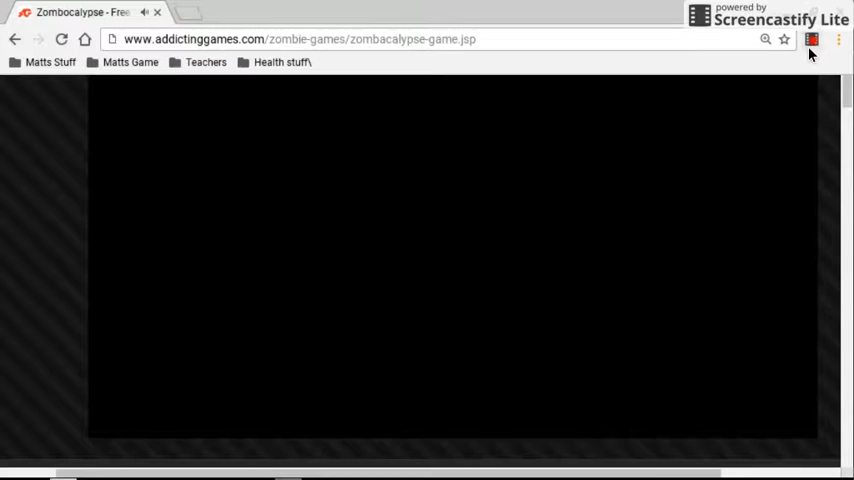 powered by
Screencastify Lite
Zombocalypse - Free
www.addictinggames.com/zombie-games/zombacalypse-game.jsp
Matts Stuff Matts Game Teachers Health stuff\